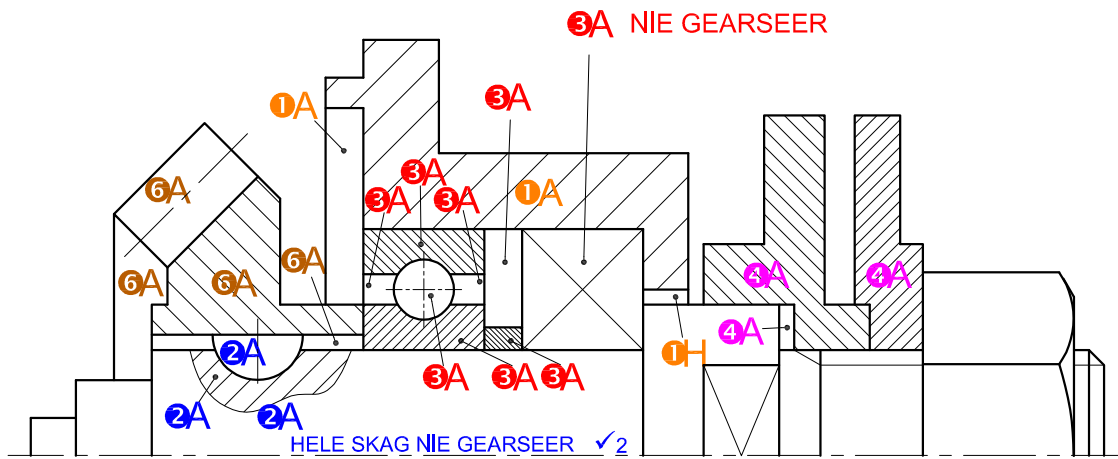 ❸A NIE GEARSEER
❶A
❸A
❸A
❻A
❸A
❸A
❶A
❻A
❻A
❻A
❹A
❹A
❷A
❹A
❶H
❷A
❷A
❸A
❸A
❸A
HELE SKAG NIE GEARSEER ✓2